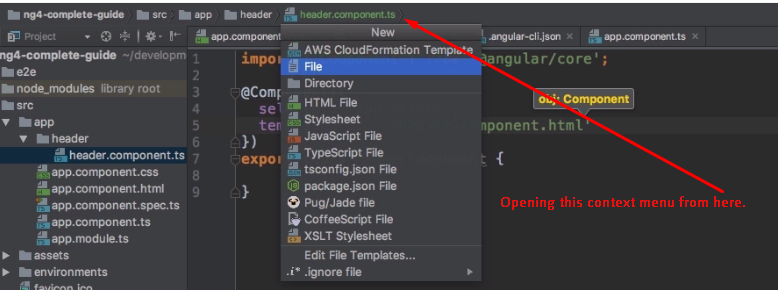 ng4-complete-guide src app header header.component.ts
Project
app.component New .angular-cli.json × app.component.ts ×
ng4-complete-guide ~/developm
e2e
node_modules library root
src
app
header
header.component.ts
app.component.css
app.component.html
app.component.spec.ts
app.component.ts
app.module.ts
assets
environments
favicon.ico
AWS CloudFormation Template
File
Directory
HTML File
Stylesheet
JavaScript File
TypeScript File
tsconfig.json File
package.json File
Pug/Jade file
CoffeeScript File
XSLT Stylesheet
Edit File Templates...
.i* .ignore file
1 impor @angular/core';
2
3 @Comp
4 se
5 tem mponent.html'
6 })
7 expor t {
8
9 }
obj: Component
Opening this context menu from here.